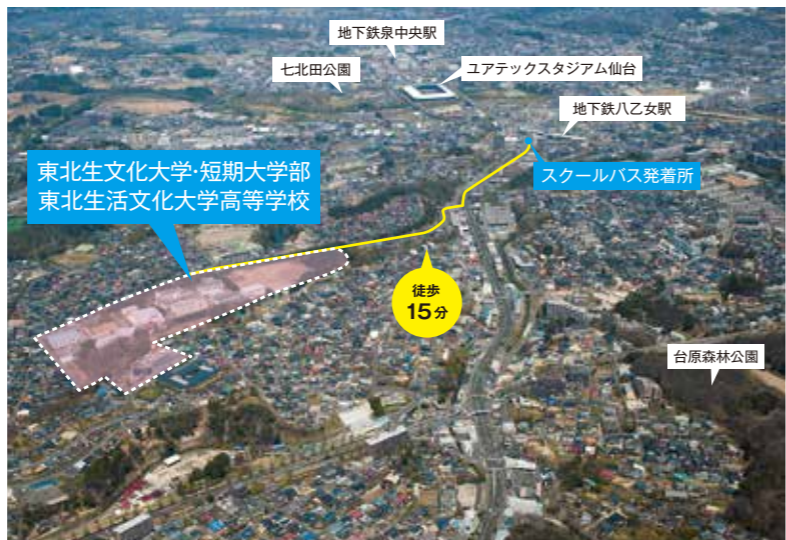 地下鉄泉中央駅
七北田公園
ユアテックスタジアム仙台
地下鉄八乙女駅
スクールバス発着所
東北生文化大学・短期大学部
東北生活文化大学高等学校
徒歩
15分
台原森林公園